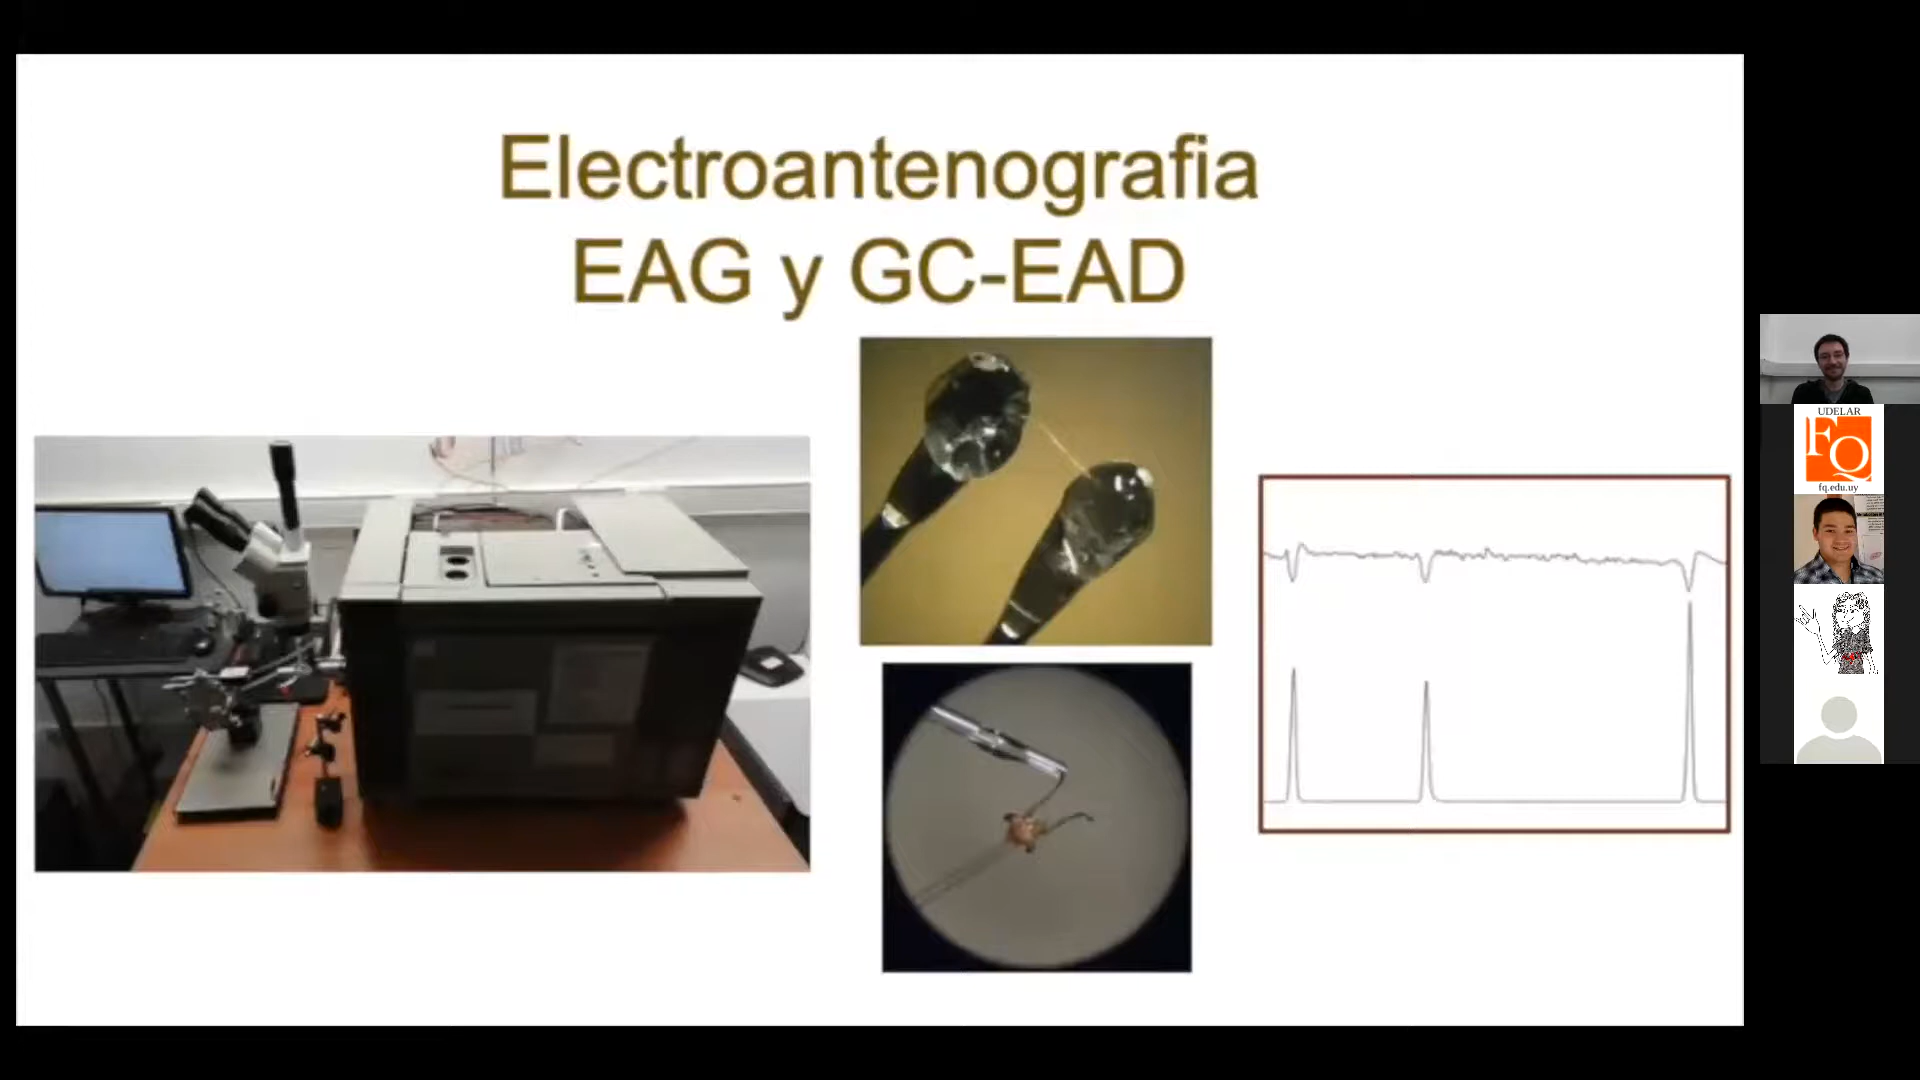 Electroantenografia
EAG y GC-EAD
UDELAR
FQ
fq.edu.uy